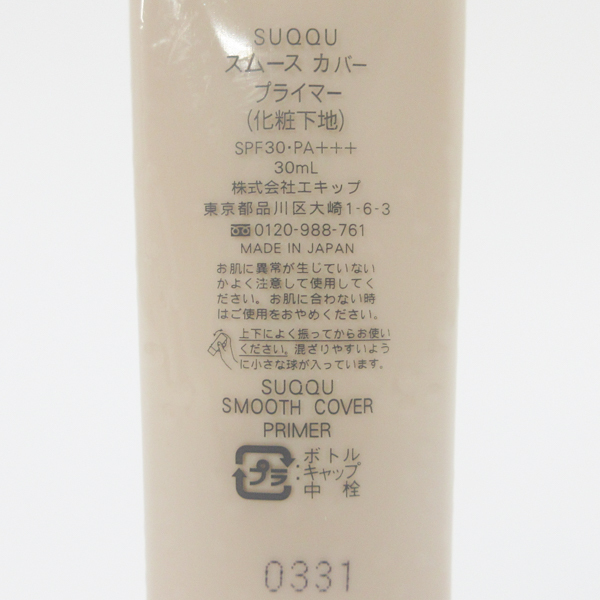 SUQQU
スムース カバー
プライマー
(化粧下地)
SPF30・PA+++
30mL
株式会社エキップ
東京都品川区大崎1-6-3
0120-988-761
MADE IN JAPAN
お肌に異常が生じていない
かよく注意して使用してく
ださい。お肌に合わない時
はご使用をおやめください。
上下によく振ってからお使い
ください。混ざりやすいよう
に小さな球が入っています。
SUQQU
SMOOTH COVER
PRIMER
プラ
:ボトル
キャップ
中栓
0331